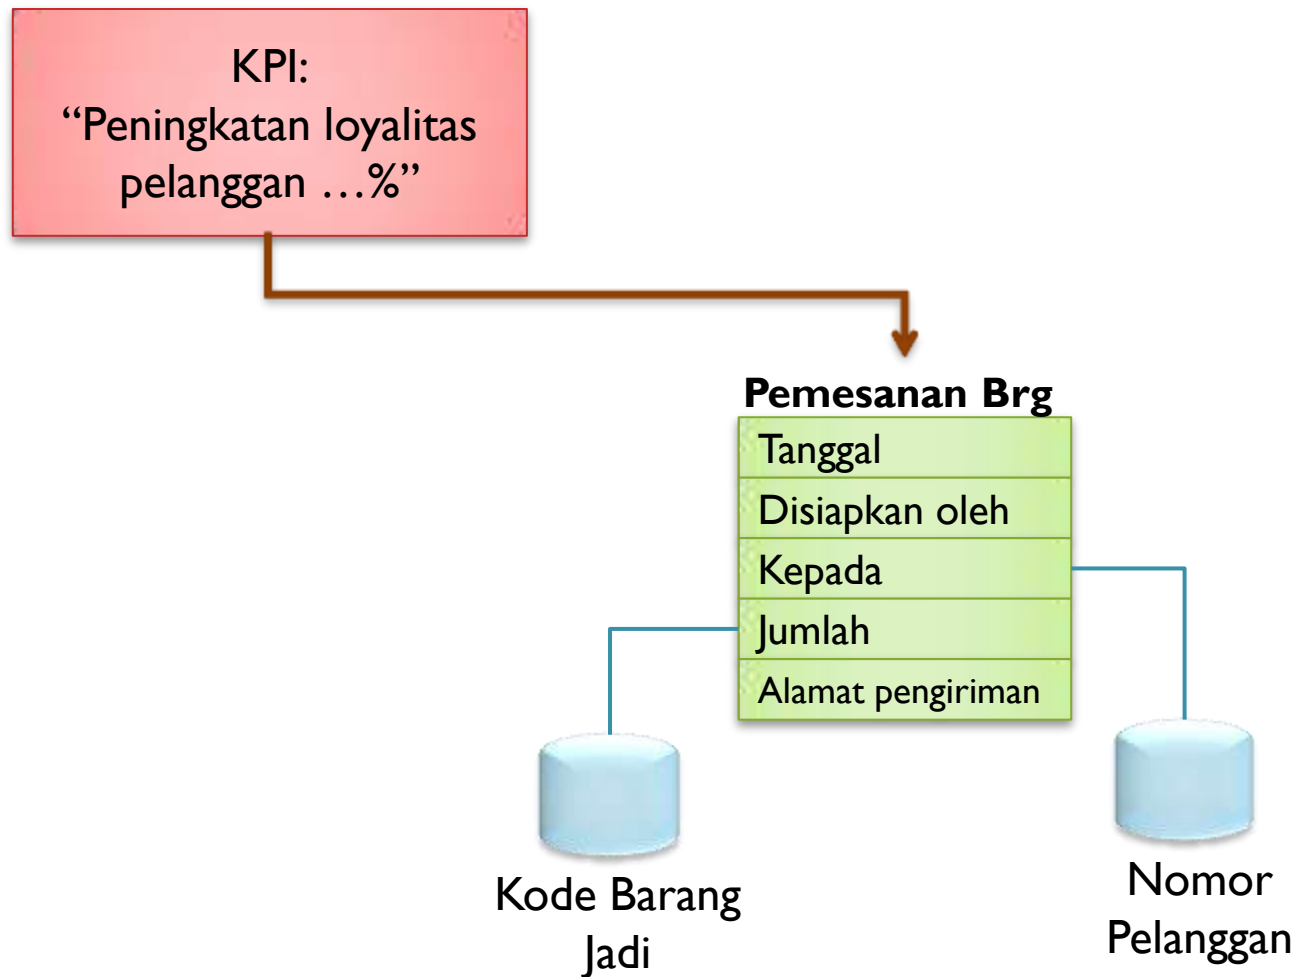 KPI:
“Peningkatan loyalitas
pelanggan …%”
Pemesanan Brg
Tanggal
Disiapkan oleh
Kepada
Jumlah
Alamat pengiriman
Kode Barang
Jadi
Nomor
Pelanggan